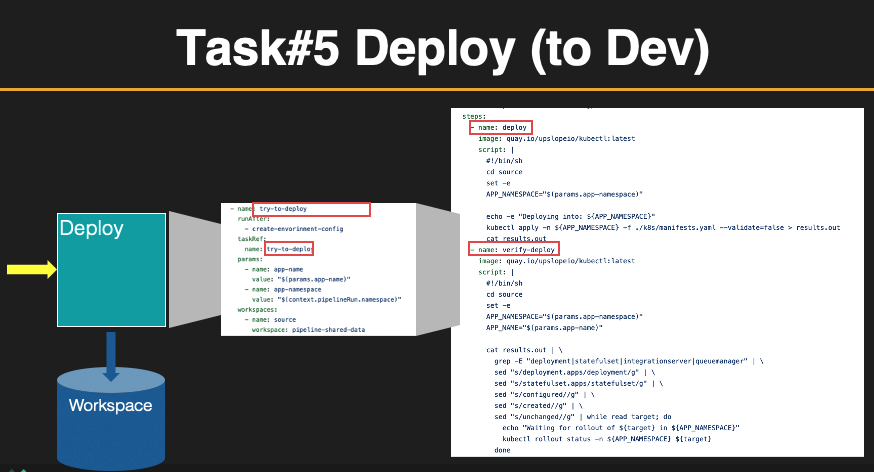 Task#5 Deploy (to Dev)
Deploy
Workspace
- name: try-to-deploy
runAfter:
- create-envorinment-config
taskRef:
name: try-to-deploy
params:
- name: app-name
value: "$(params.app-name)"
- name: app-namespace
value: "$(context.pipelineRun.namespace)"
workspaces:
- name: source
workspace: pipeline-shared-data
steps:
- name: deploy
image: quay.io/upslopeio/kubectl:latest
script: |
#!/bin/sh
cd source
set -e
APP_NAMESPACE="$(params.app-namespace)"
echo -e "Deploying into: ${APP_NAMESPACE}"
kubectl apply -n ${APP_NAMESPACE} -f ./k8s/manifests.yaml --validate=false > results.out
cat results.out
- name: verify-deploy
image: quay.io/upslopeio/kubectl:latest
script: |
#!/bin/sh
cd source
set -e
APP_NAMESPACE="$(params.app-namespace)"
APP_NAME="$(params.app-name)"
cat results.out | \
grep -E "deployment|statefulset|integrationserver|queuemanager" | \
sed "s/deployment.apps/deployment/g" | \
sed "s/statefulset.apps/statefulset/g" | \
sed "s/configured//g" | \
sed "s/created//g" | \
sed "s/unchanged//g" | while read target; do
echo "Waiting for rollout of ${target} in ${APP_NAMESPACE}"
kubectl rollout status -n ${APP_NAMESPACE} ${target}
done